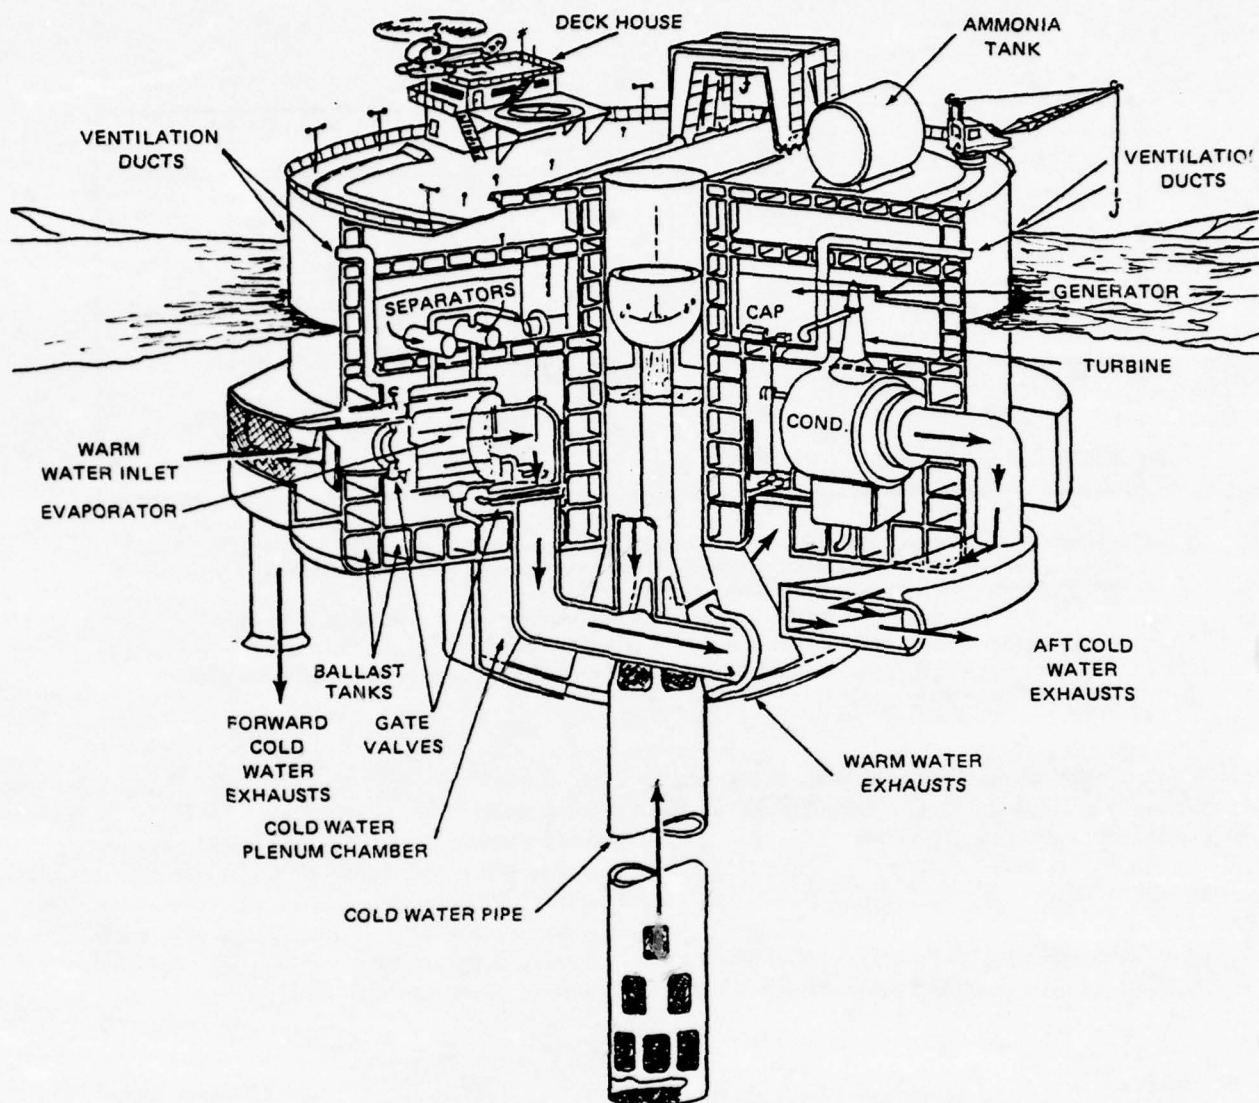 DECK HOUSE
AMMONIA
TANK
VENTILATION
DUCTS
VENTILATIO
DUCTS
SEPARATORS
GENERATOR
CAP
TURBINE
COND.
WARM
WATER INLET
EVAPORATOR
AFT COLD
WATER
EXHAUSTS
BALLAST
TANKS
FORWARD
COLD
WATER
EXHAUSTS
GATE
VALVES
WARM WATER
EXHAUSTS
COLD WATER
PLENUM CHAMBER
COLD WATER PIPE